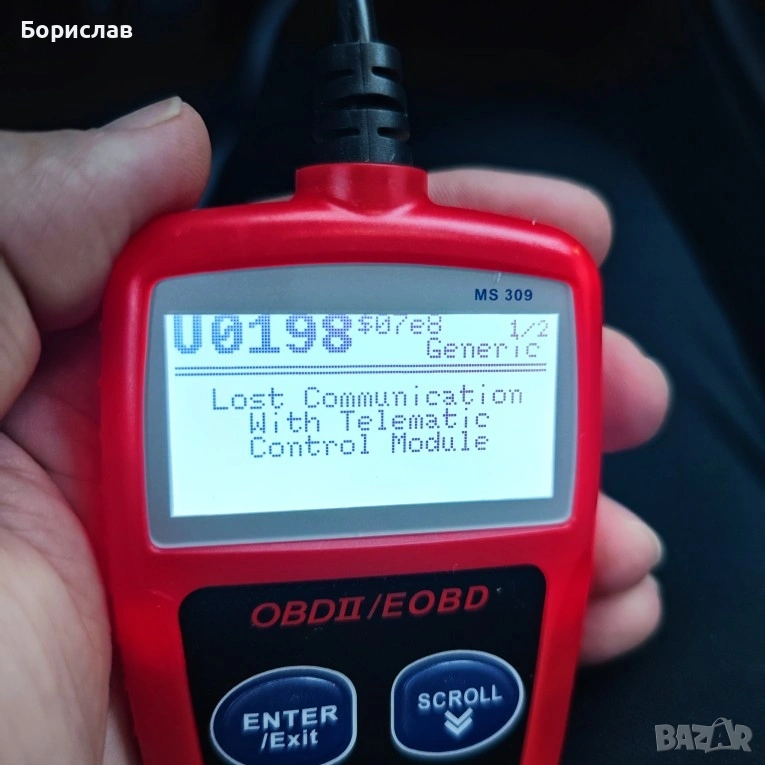 Борислав
MS 309
U0198 $07e8 1/2
Generic
Lost Communication
With Telematic
Control Module
OBDII/EOBD
ENTER
/Exit
SCROLL
BAZAR